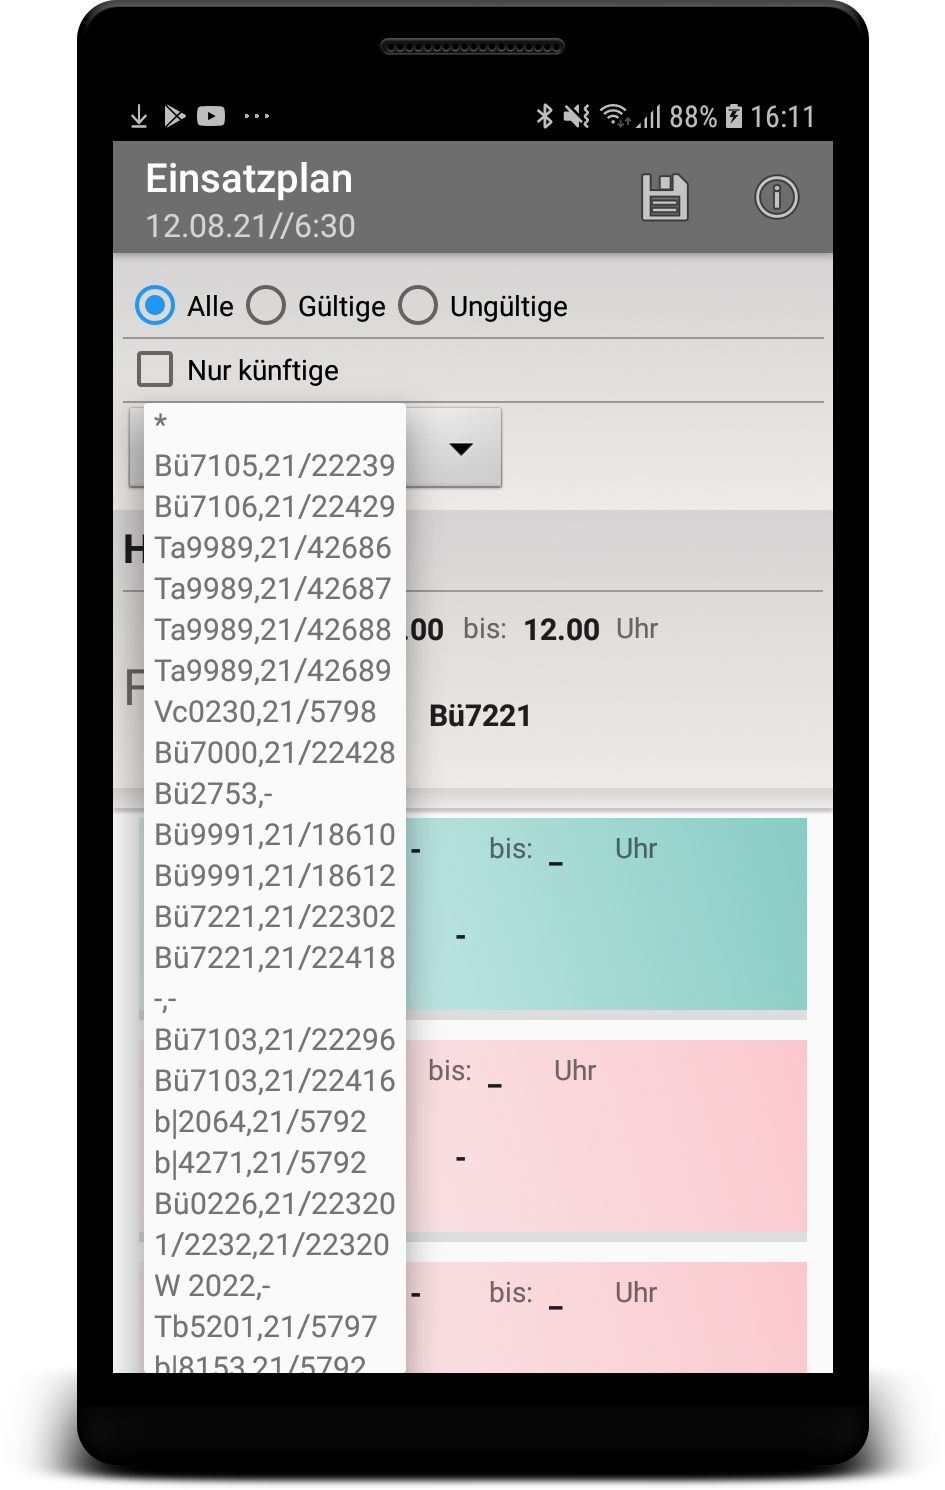 88% 16:11
Einsatzplan
12.08.21//6:30
Alle Gültige Ungültige
Nur künftige
*
Bü7105,21/22239
Bü7106,21/22429
Ta9989,21/42686
Ta9989,21/42687
Ta9989,21/42688
Ta9989,21/42689
Vc0230,21/5798
Bü7000,21/22428
Bü2753,-
Bü9991,21/18610
Bü9991,21/18612
Bü7221,21/22302
Bü7221,21/22418
-,-
Bü7103,21/22296
Bü7103,21/22416
b|2064,21/5792
b|4271,21/5792
Bü0226,21/22320
1/2232,21/22320
W 2022,-
Tb5201,21/5797
b|8153,21/5792
H
.00 bis: 12.00 Uhr
F
Bü7221
- bis: - Uhr
-
bis: - Uhr
-
- bis: - Uhr